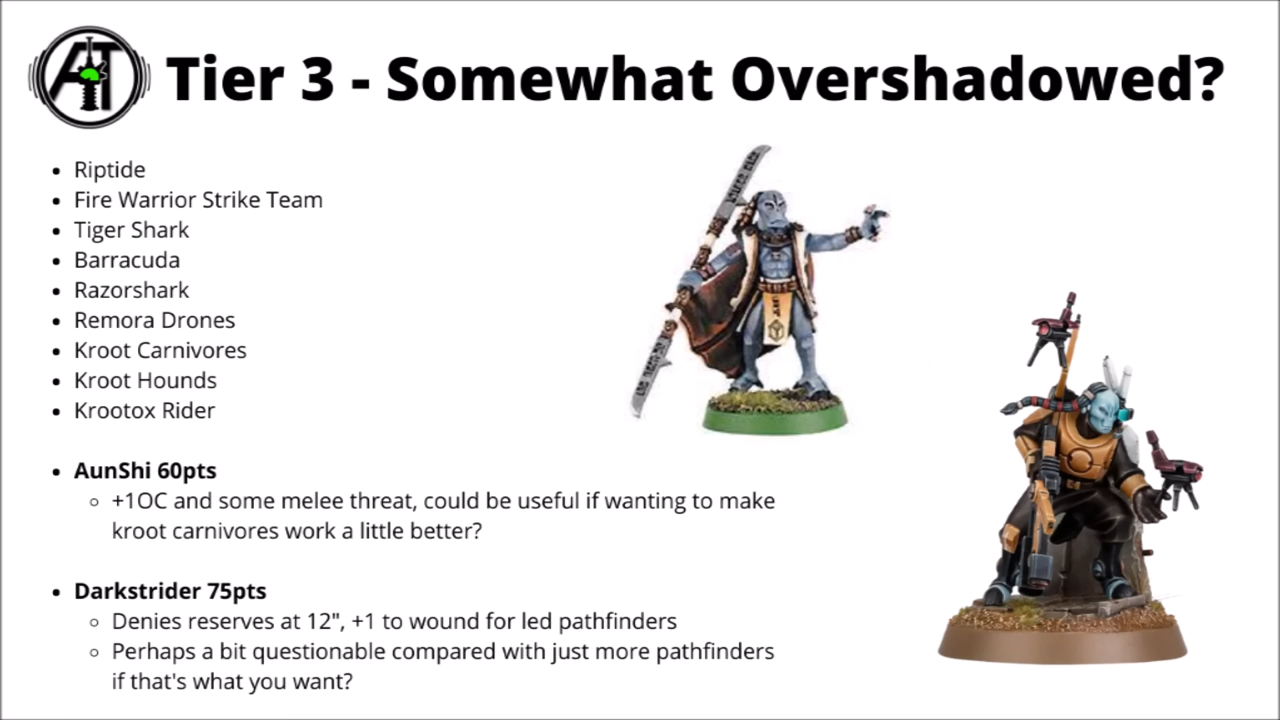 AT
Tier 3 - Somewhat Overshadowed?
• Riptide
• Fire Warrior Strike Team
• Tiger Shark
• Barracuda
• Razorshark
• Remora Drones
• Kroot Carnivores
• Kroot Hounds
• Krootox Rider
• AunShi 60pts
○ +1OC and some melee threat, could be useful if wanting to make
kroot carnivores work a little better?
• Darkstrider 75pts
○ Denies reserves at 12", +1 to wound for led pathfinders
○ Perhaps a bit questionable compared with just more pathfinders
if that's what you want?